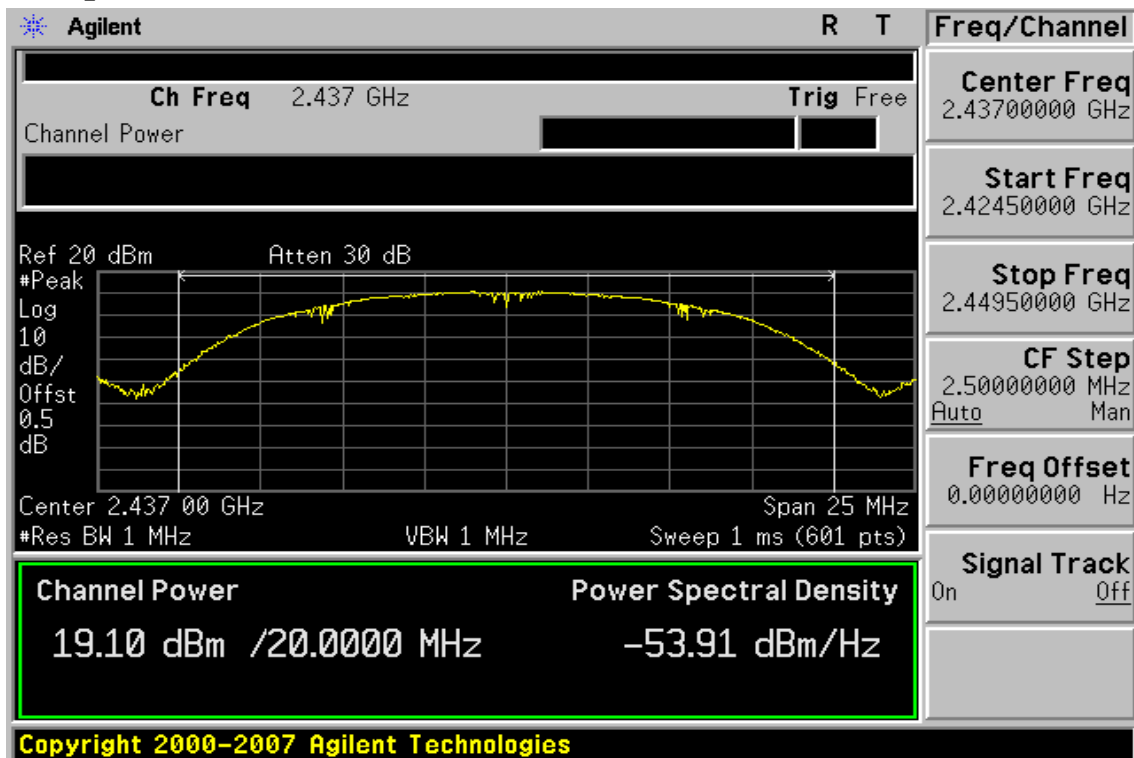 Agilent R T Freq/Channel
Ch Freq 2.437 GHz Trig Free
Channel Power
Center Freq
2.43700000 GHz
Start Freq
2.42450000 GHz
Stop Freq
2.44950000 GHz
CF Step
2.50000000 MHz
Auto Man
Freq Offset
0.00000000 Hz
Signal Track
On Off
Ref 20 dBm Atten 30 dB
#Peak
Log
10
dB/
Offst
0.5
dB
Center 2.437 00 GHz Span 25 MHz
#Res BW 1 MHz VBW 1 MHz Sweep 1 ms (601 pts)
Channel Power Power Spectral Density
19.10 dBm /20.0000 MHz -53.91 dBm/Hz
Copyright 2000-2007 Agilent Technologies